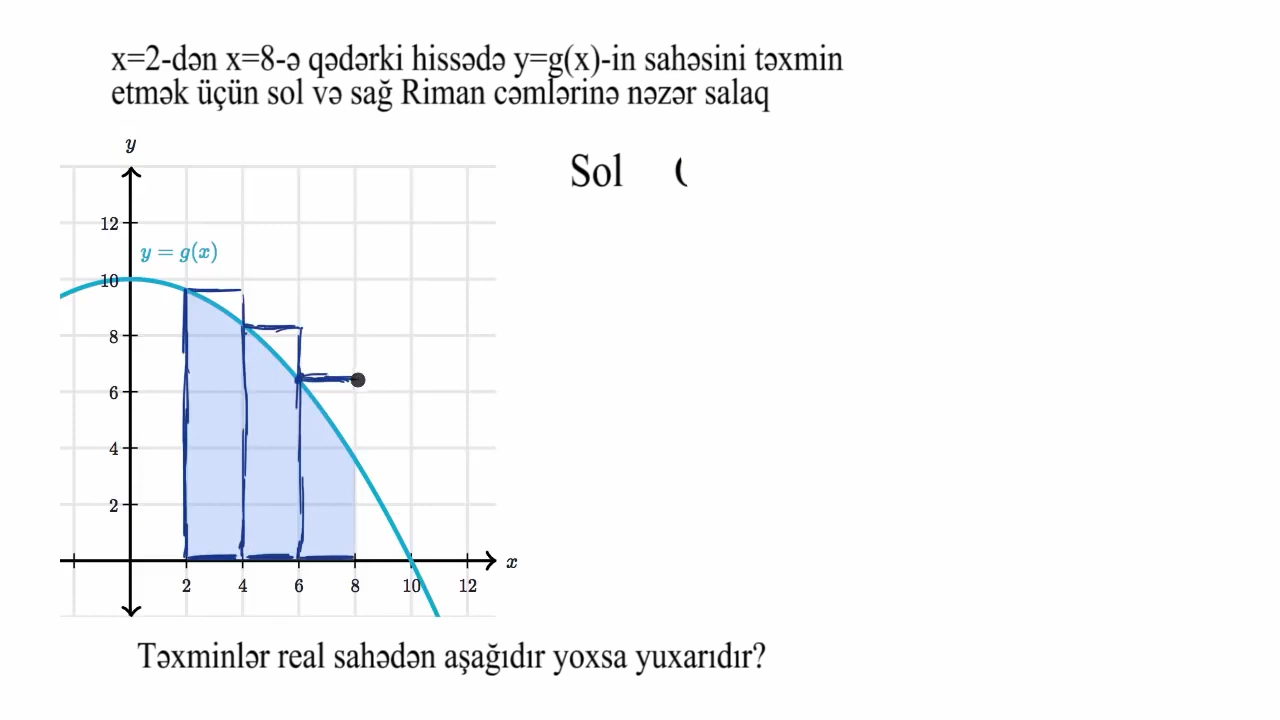 x=2-dən x=8-ə qədərki hissədə y=g(x)-in sahəsini təxmin
etmək üçün sol və sağ Riman cəmlərinə nəzər salaq
y
Sol
12
y = g(x)
10
8
6
4
2
x
2 4 6 8 10 12
Təxminlər real sahədən aşağıdır yoxsa yuxarıdır?